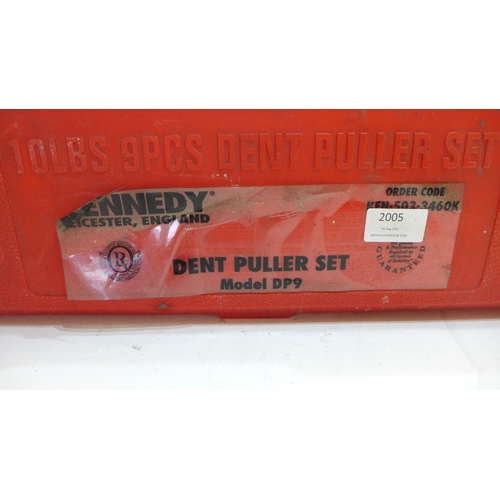 10LBS 9PCS DENT PULLER SET
KENNEDY®
LEICESTER, ENGLAND
ORDER CODE
KEN-503-3460K
2005
DENT PULLER SET
Model DP9
GUARANTEED